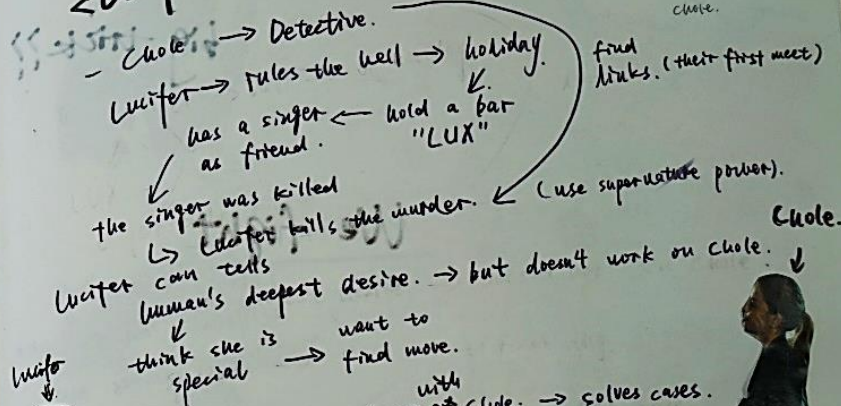 chole.
- Chole → Detective.
find links. (their first meet)
Lucifer → rules the hell → holiday.
has a singer as friend. ← hold a bar "LUX"
the singer was killed
↳ Lucifer kills the murder. (use supernature power).
Chole.
Lucifer can tells human's deepest desire. → but doesn't work on Chole.
think she is special → want to find move.
Lucifer
with
Chole. → solves cases.